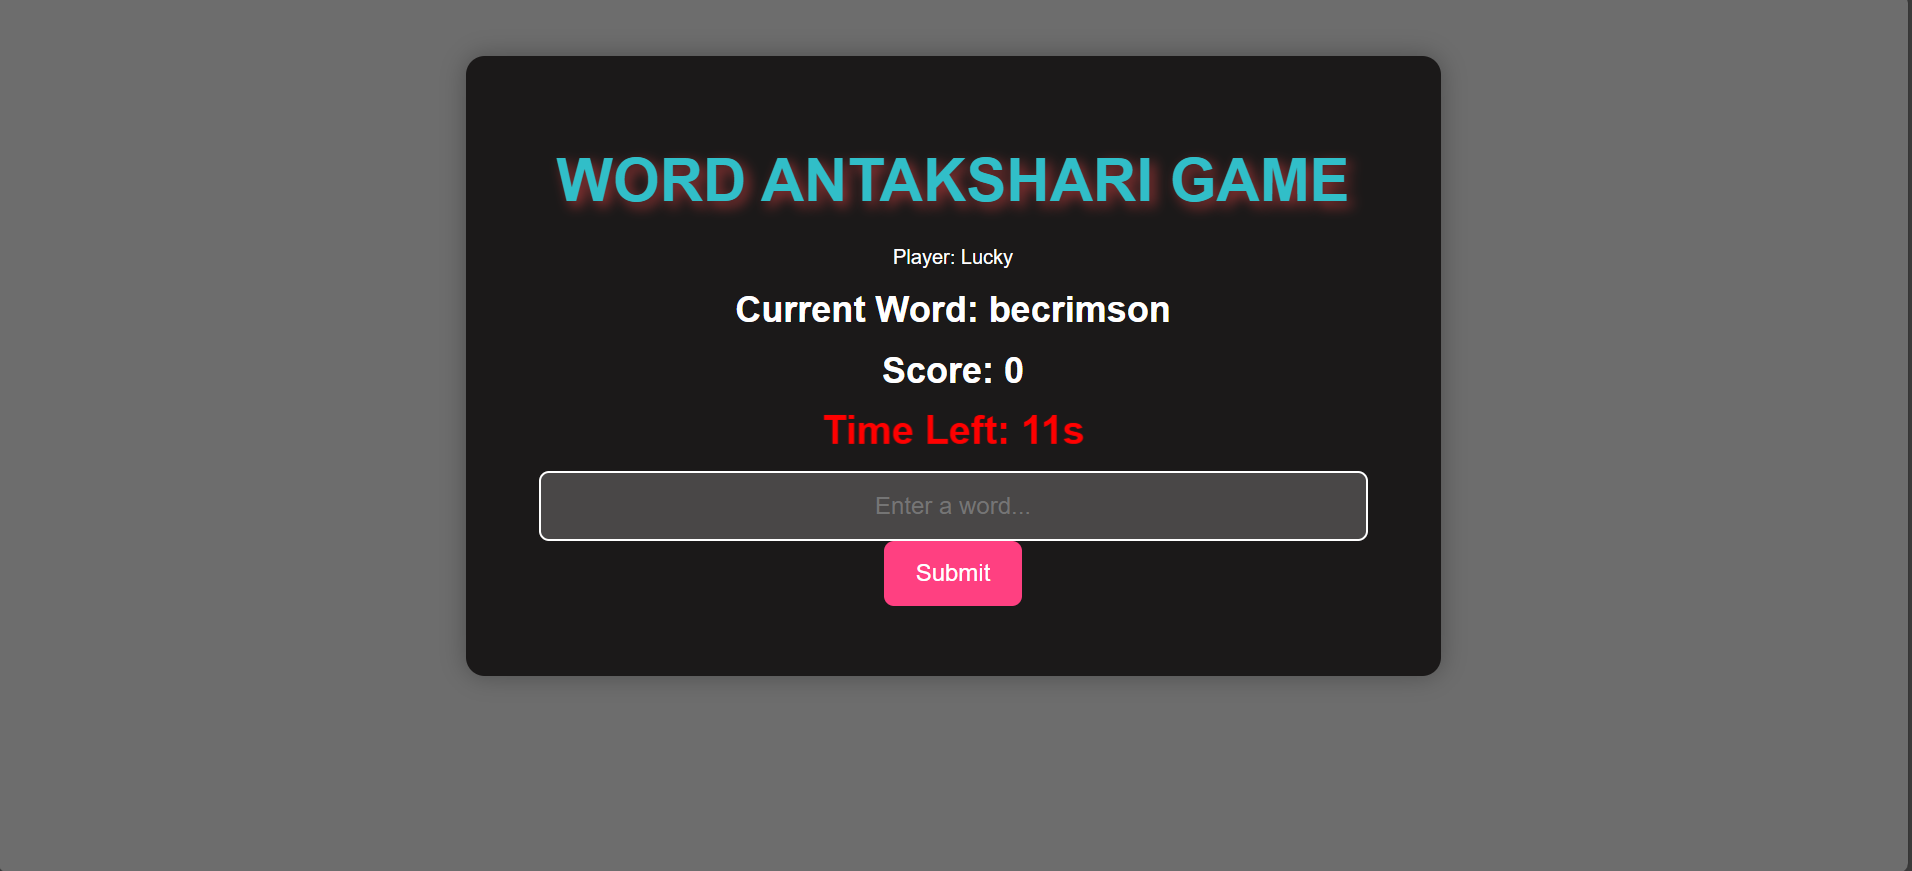 WORD ANTAKSHARI GAME
Player: Lucky
Current Word: becrimson
Score: 0
Time Left: 11s
Enter a word...
Submit